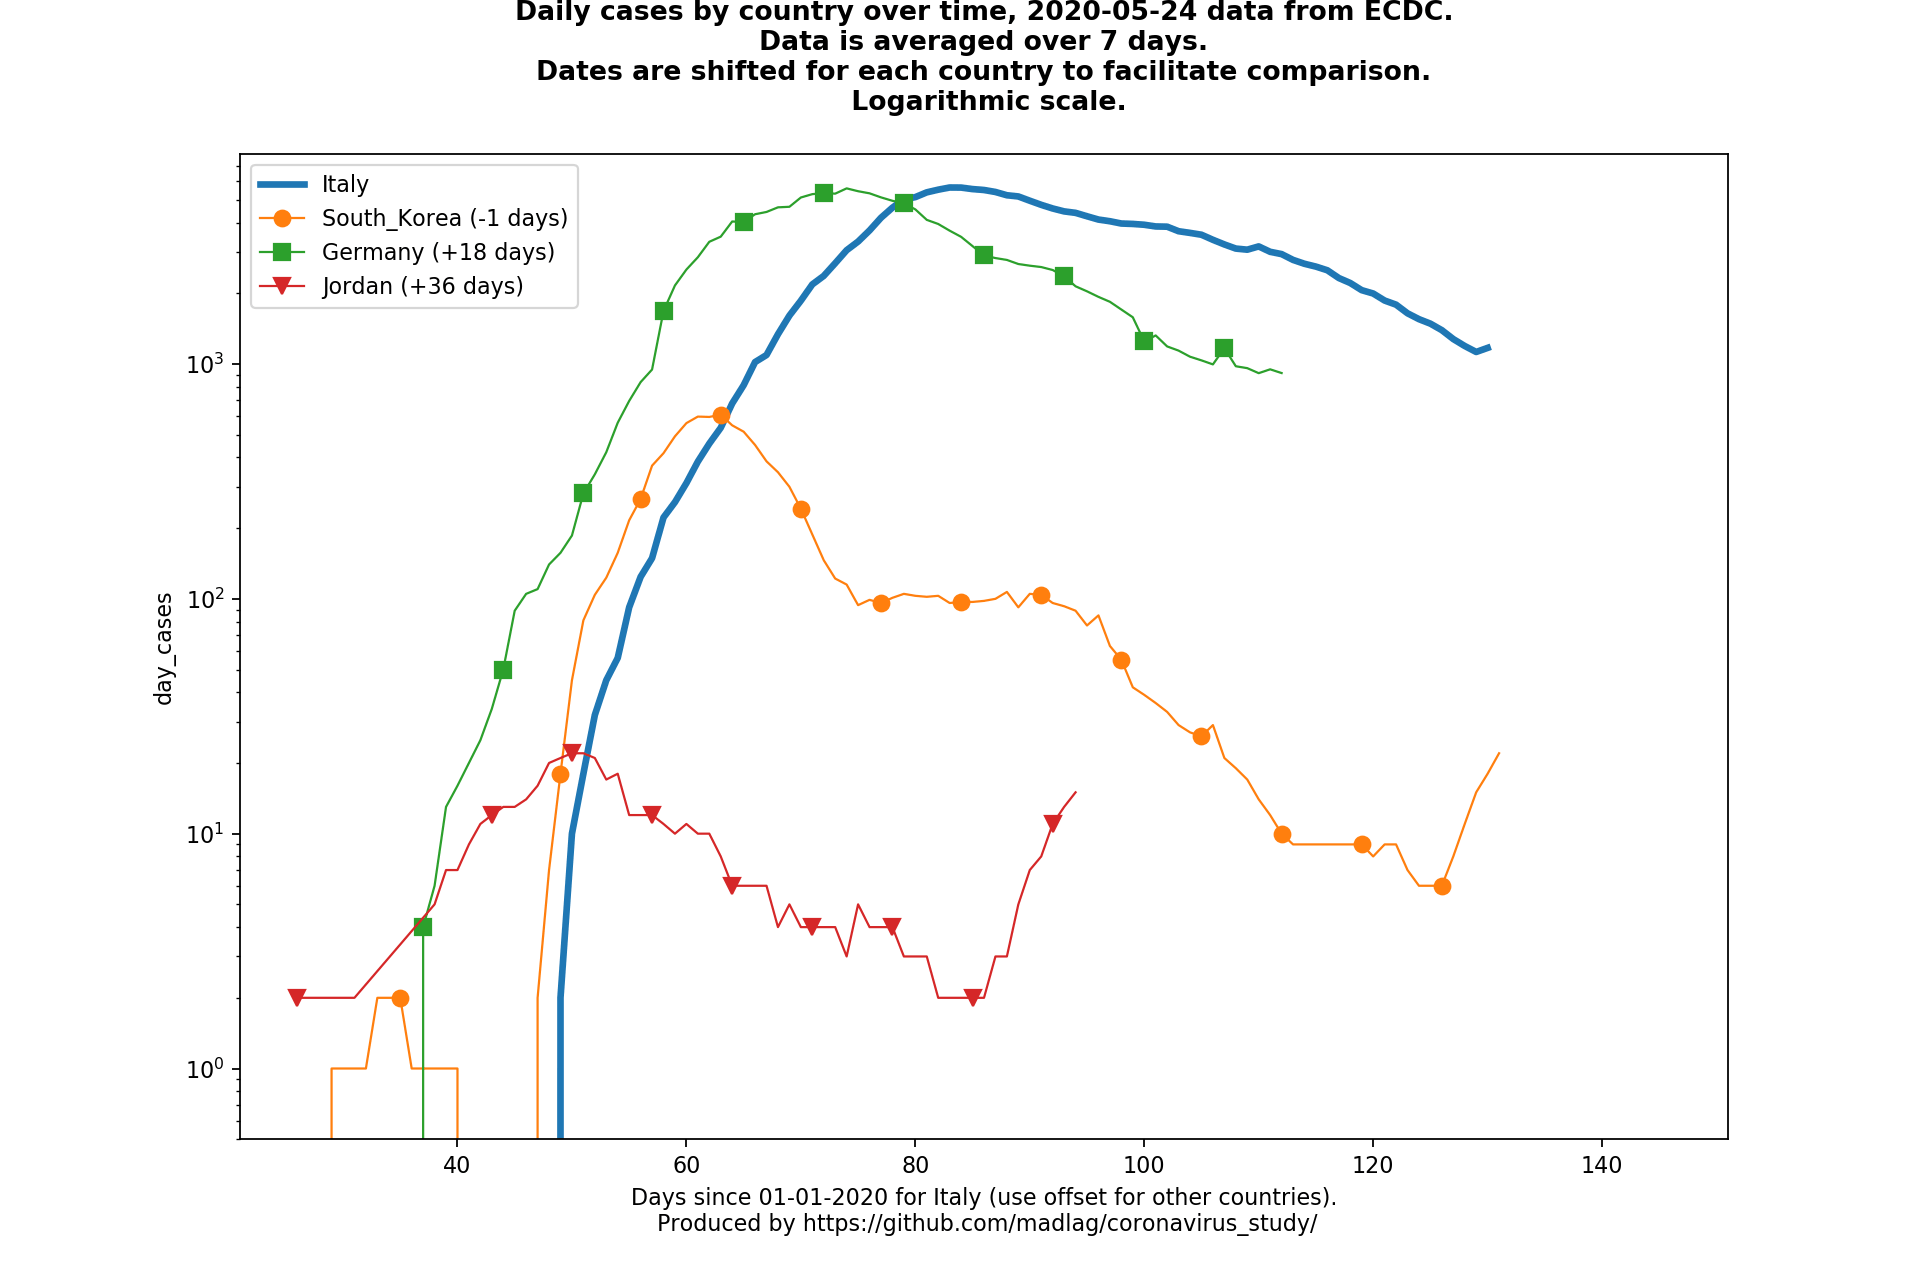 Daily cases by country over time, 2020-05-24 data from ECDC.
Data is averaged over 7 days.
Dates are shifted for each country to facilitate comparison.
Logarithmic scale.
Italy
South_Korea (-1 days)
Germany (+18 days)
Jordan (+36 days)
day_cases
10³
10²
10¹
10⁰
40 60 80 100 120 140
Days since 01-01-2020 for Italy (use offset for other countries).
Produced by https://github.com/madlag/coronavirus_study/